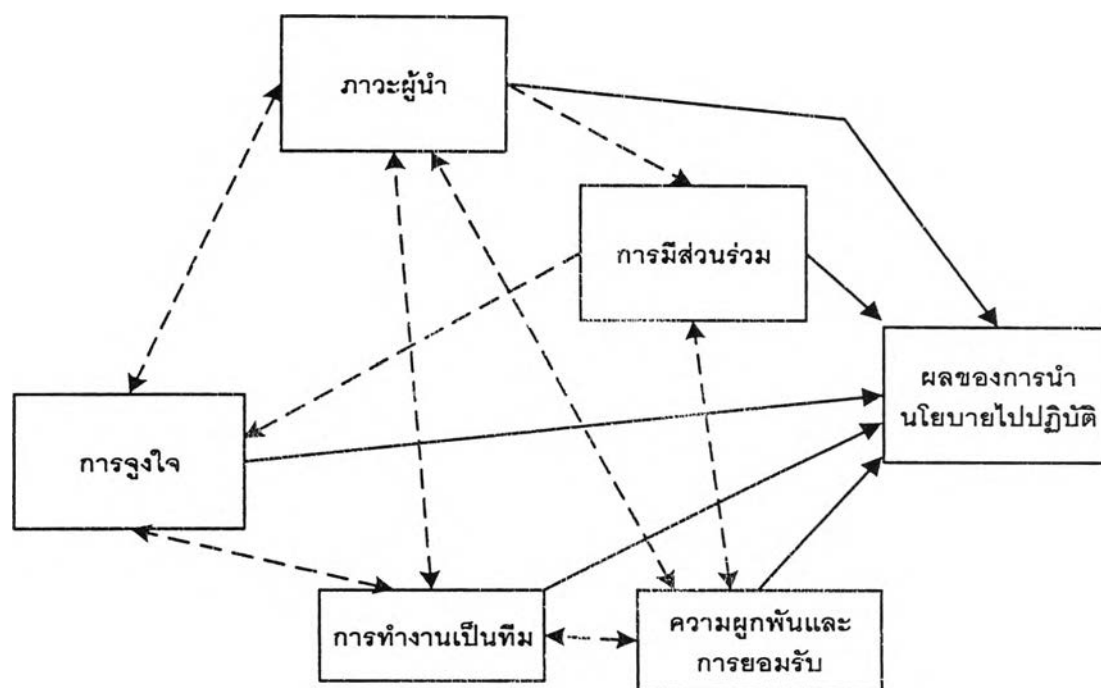 ภาวะผู้นำ
การมีส่วนร่วม
ผลของการนำ
นโยบายไปปฏิบัติ
การจูงใจ
การทำงานเป็นทีม
ความผูกพันและ
การยอมรับ